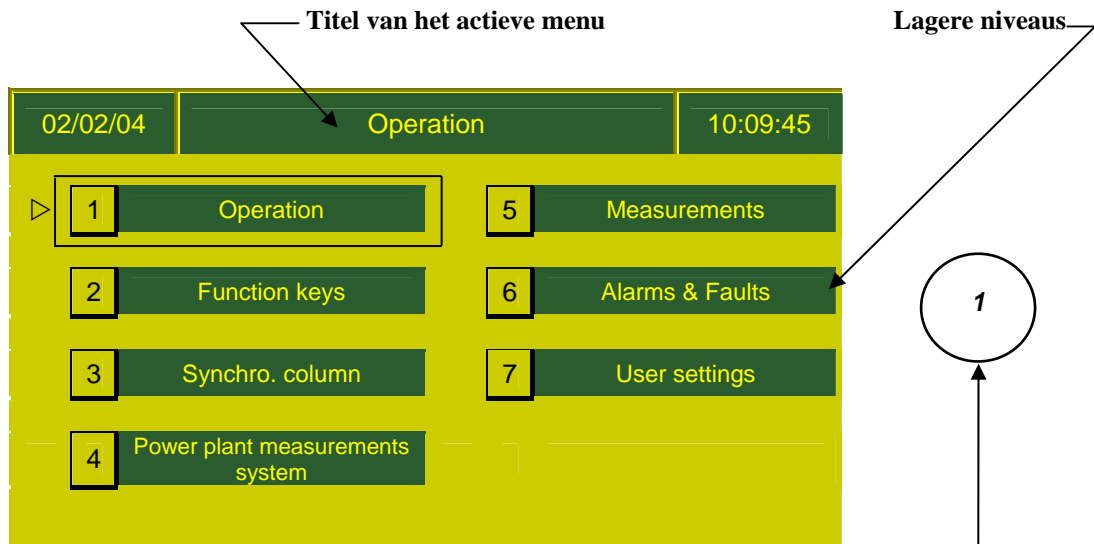 Titel van het actieve menu Lagere niveaus
02/02/04 Operation 10:09:45
1 Operation 5 Measurements
2 Function keys 6 Alarms & Faults
1
3 Synchro. column 7 User settings
4 Power plant measurements
system